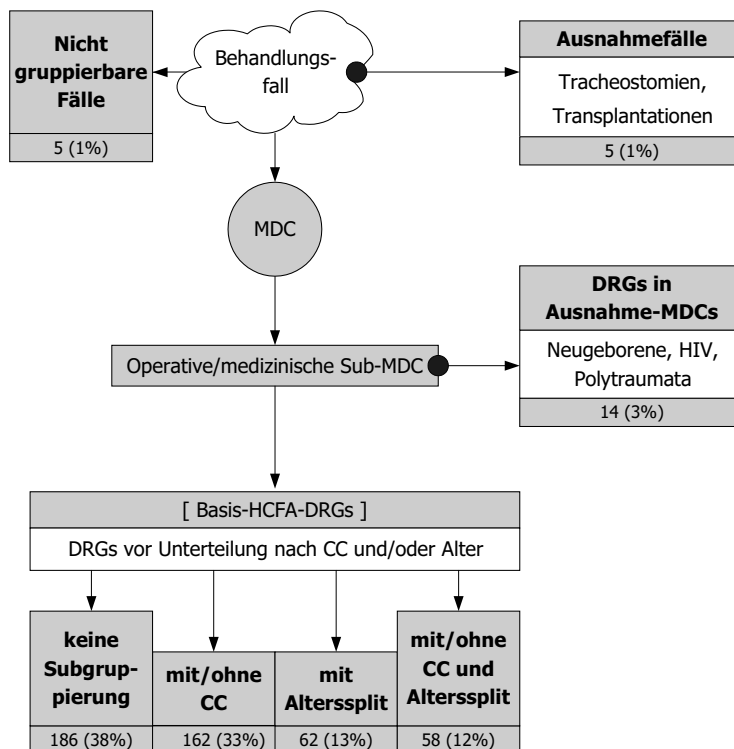 Nicht
gruppierbare
Fälle
5 (1%)
Behandlungs-
fall
Ausnahmefälle
Tracheostomien,
Transplantationen
5 (1%)
MDC
Operative/medizinische Sub-MDC
DRGs in
Ausnahme-MDCs
Neugeborene, HIV,
Polytraumata
14 (3%)
[ Basis-HCFA-DRGs ]
DRGs vor Unterteilung nach CC und/oder Alter
keine
Subgrup-
pierung
186 (38%)
mit/ohne
CC
162 (33%)
mit
Alterssplit
62 (13%)
mit/ohne
CC und
Alterssplit
58 (12%)